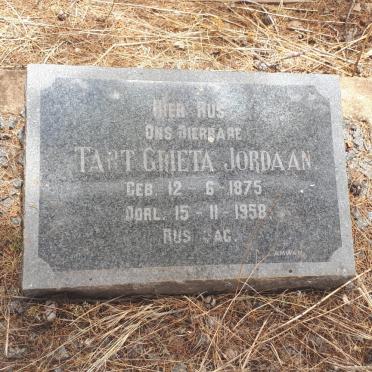 HIER RUS
ONS DIERBARE
TANT GRIETA JORDAAN
GEB. 12 - 6 - 1875
OORL. 15 - 11 - 1958.
RUS SAG.